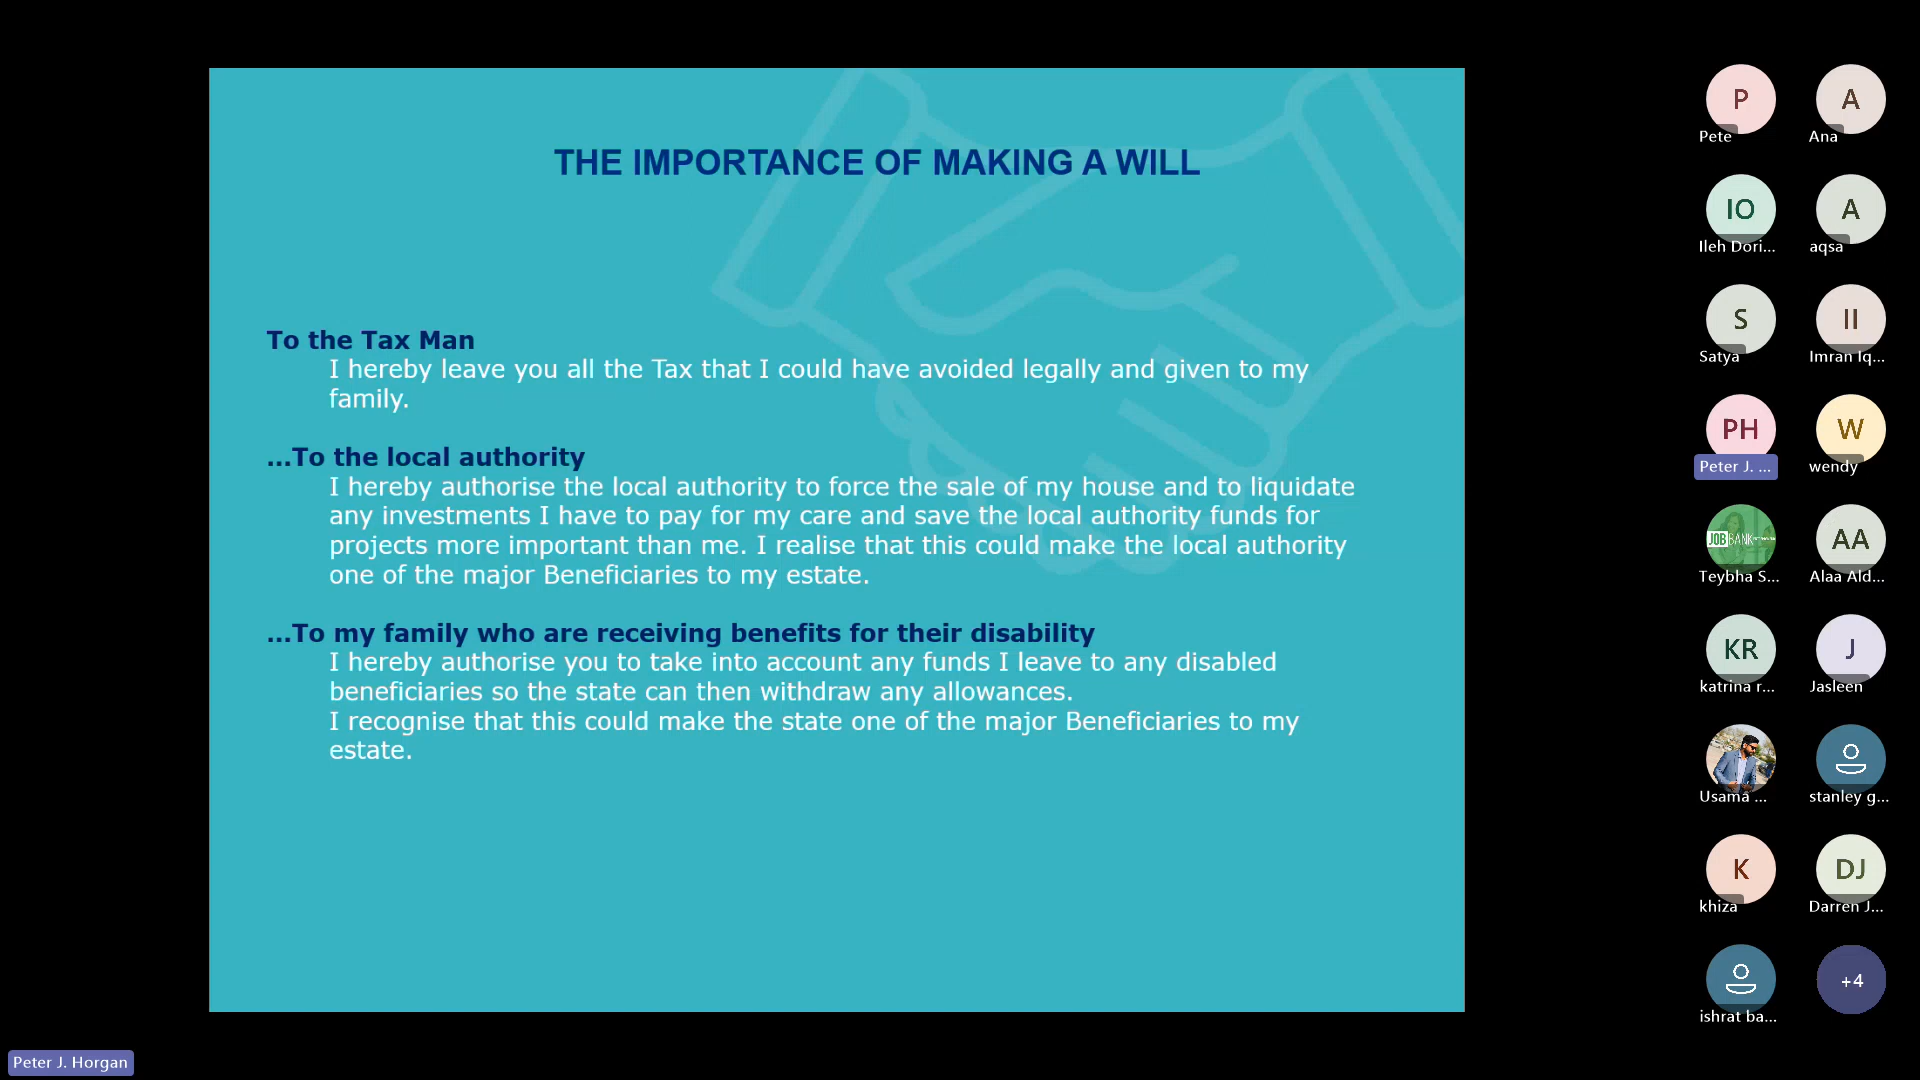 THE IMPORTANCE OF MAKING A WILL
To the Tax Man
I hereby leave you all the Tax that I could have avoided legally and given to my
family.
...To the local authority
I hereby authorise the local authority to force the sale of my house and to liquidate
any investments I have to pay for my care and save the local authority funds for
projects more important than me. I realise that this could make the local authority
one of the major Beneficiaries to my estate.
...To my family who are receiving benefits for their disability
I hereby authorise you to take into account any funds I leave to any disabled
beneficiaries so the state can then withdraw any allowances.
I recognise that this could make the state one of the major Beneficiaries to my
estate.
P
A
Pete
Ana
IO
A
Ileh Dori...
aqsa
S
II
Satya
Imran Iq...
PH
W
Peter J. ...
wendy
JOBBANK
AA
Teybha S...
Alaa Ald...
KR
J
katrina r...
Jasleen
Usama ...
stanley g...
K
DJ
khiza
Darren J...
+4
ishrat ba...
Peter J. Horgan